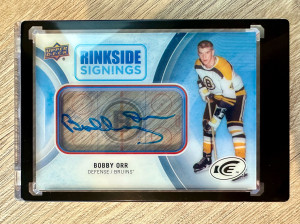 UPPER DECK
RINKSIDE
SIGNINGS
BOBBY ORR
DEFENSE / BRUINS
ICE